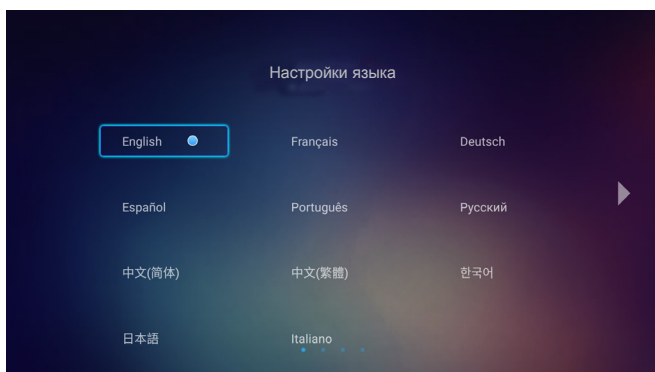 Настройки языка
English
Français
Deutsch
Español
Português
Русский
中文(简体)
中文(繁體)
한국어
日本語
Italiano